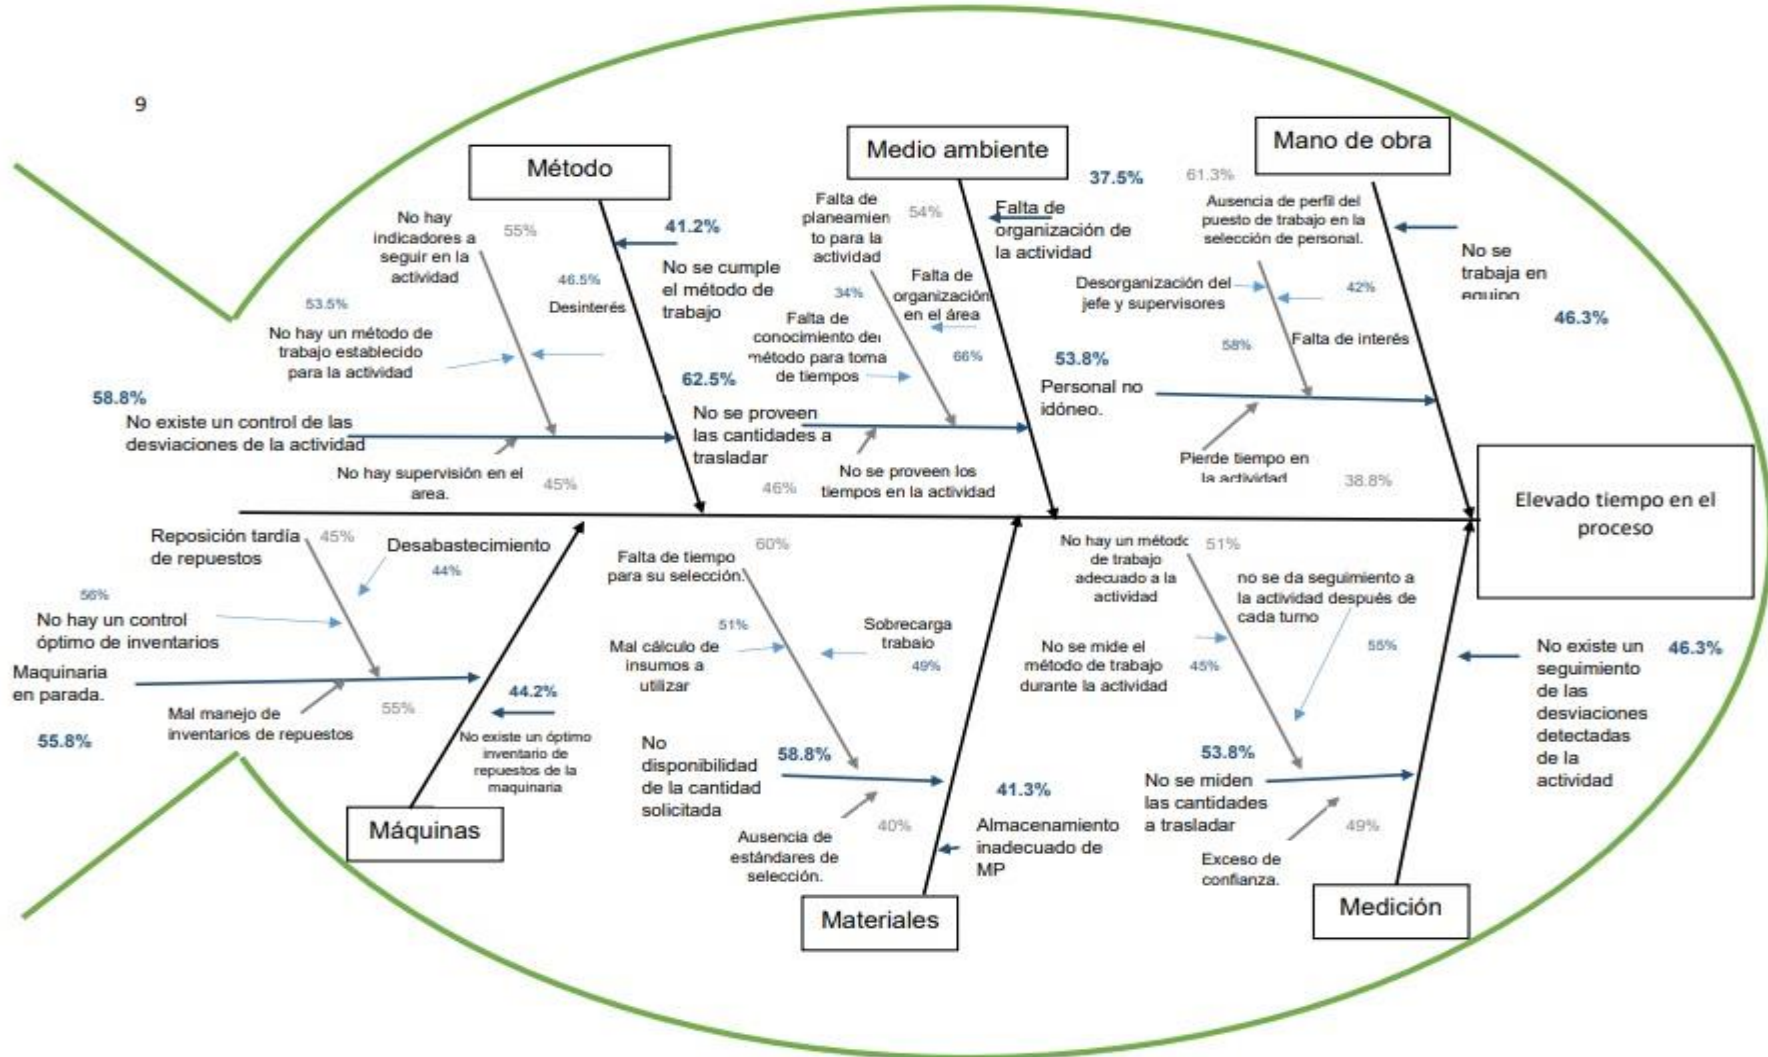 9
Método
No hay
indicadores a
seguir en la
actividad
55%
41.2%
No se cumple
el método de
trabajo
46.5%
Desinterés
53.5%
No hay un método de
trabajo establecido
para la actividad
58.8%
No existe un control de las
desviaciones de la actividad
No hay supervisión en el
area.
45%
Medio ambiente
37.5%
Falta de
organización de
la actividad
Falta de
planeamien
to para la
actividad
54%
34%
Falta de
organización
en el área
Falta de
conocimiento del
método para toma
de tiempos
66%
62.5%
No se proveen
las cantidades a
trasladar
46%
No se proveen los
tiempos en la actividad
Mano de obra
61.3%
Ausencia de perfil del
puesto de trabajo en la
selección de personal.
No se
trabaja en
equipo
46.3%
Desorganización del
jefe y supervisores
42%
58%
Falta de interés
53.8%
Personal no
idóneo.
Pierde tiempo en
la actividad
38.8%
Elevado tiempo en el
proceso
Reposición tardía
de repuestos
45%
Desabastecimiento
44%
56%
No hay un control
óptimo de inventarios
Maquinaria
en parada.
55.8%
Mal manejo de
inventarios de repuestos
55%
44.2%
No existe un óptimo
inventario de
repuestos de la
maquinaria
Máquinas
Falta de tiempo
para su selección.
60%
51%
Mal cálculo de
insumos a
utilizar
Sobrecarga
trabajo
49%
No
disponibilidad
de la cantidad
solicitada
58.8%
Ausencia de
estándares de
selección.
40%
41.3%
Almacenamiento
inadecuado de
MP
Materiales
No hay un método
de trabajo
adecuado a la
actividad
51%
no se da seguimiento a
la actividad después de
cada turno
No se mide el
método de trabajo
durante la actividad
45%
55%
No existe un
seguimiento
de las
desviaciones
detectadas
de la
actividad
46.3%
53.8%
No se miden
las cantidades
a trasladar
49%
Exceso de
confianza.
Medición